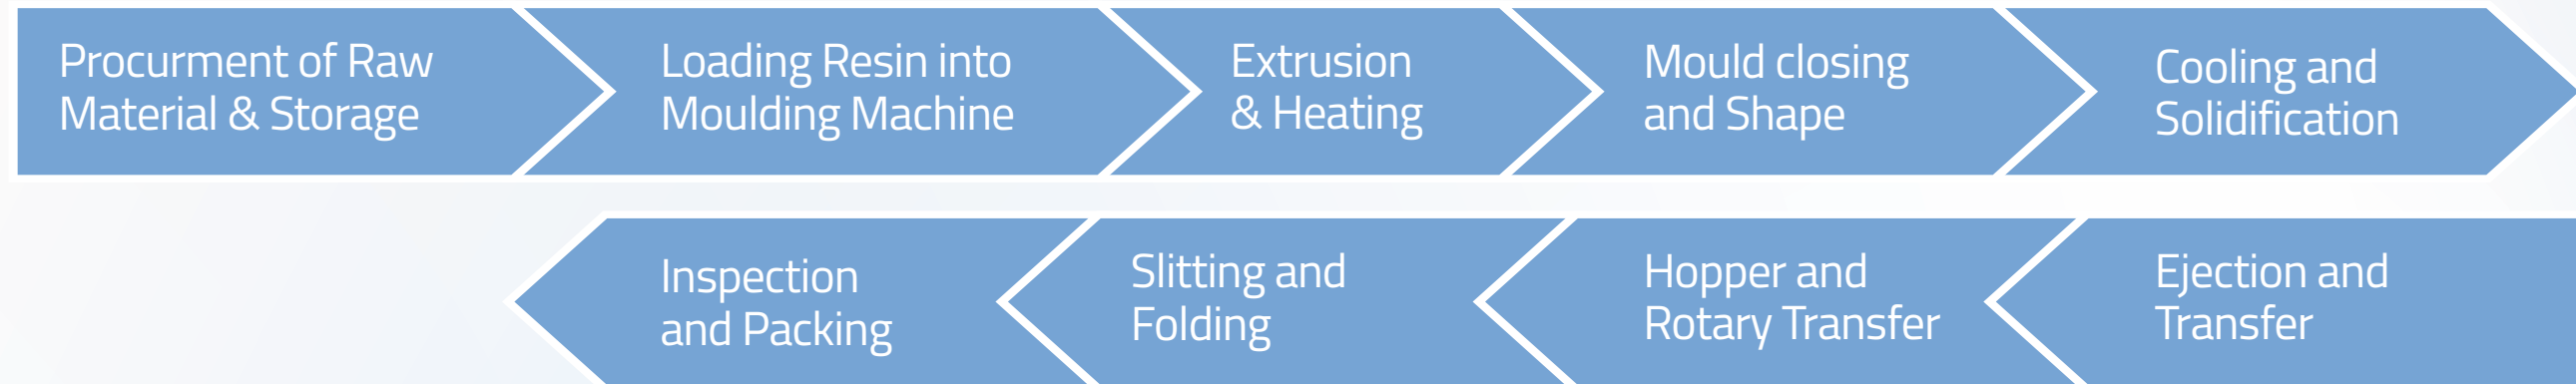 Procurment of Raw
Material & Storage
Loading Resin into
Moulding Machine
Extrusion
& Heating
Mould closing
and Shape
Cooling and
Solidification
Ejection and
Transfer
Hopper and
Rotary Transfer
Slitting and
Folding
Inspection
and Packing